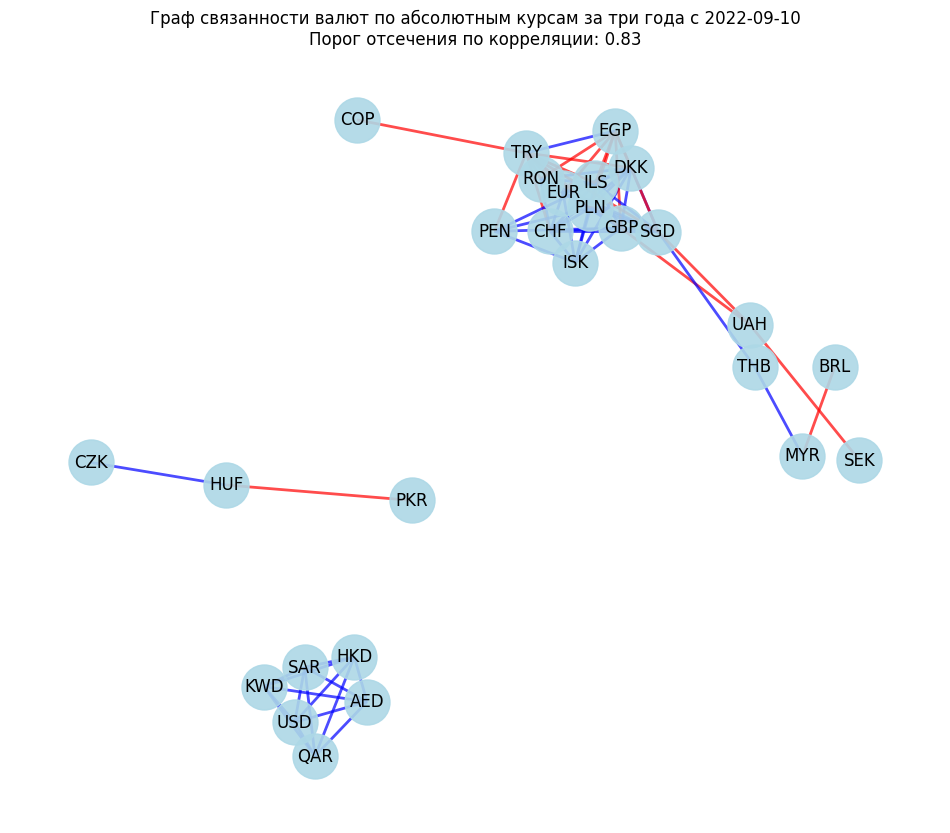 Граф связанности валют по абсолютным курсам за три года с 2022-09-10
Порог отсечения по корреляции: 0.83
COP
EGP
TRY
DKK
RON
ILS
EUR
PLN
PEN
CHF
GBP
SGD
ISK
UAH
THB
BRL
MYR
SEK
CZK
HUF
PKR
HKD
SAR
KWD
AED
USD
QAR